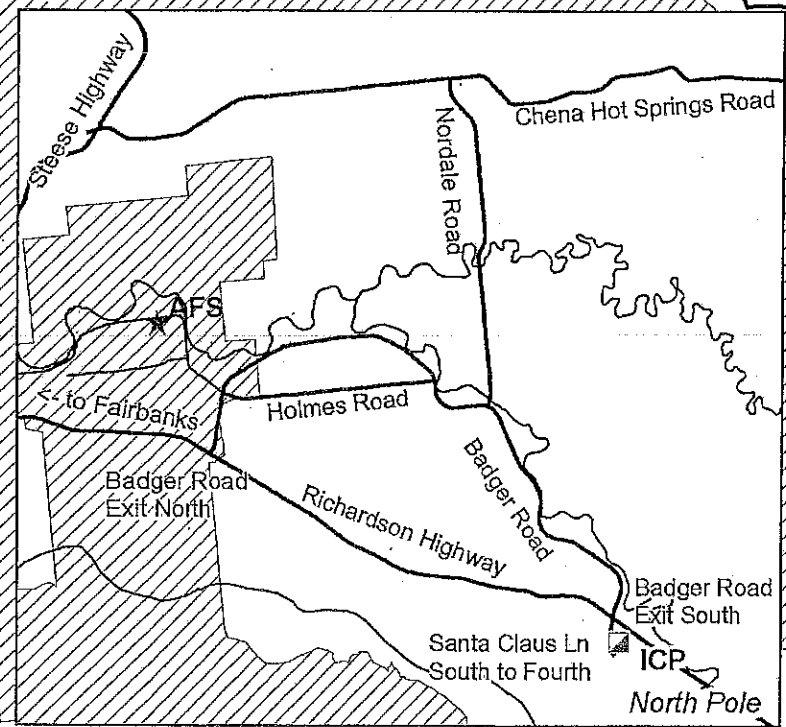 Steese Highway
Chena Hot Springs Road
Nordale Road
AFS
<- to Fairbanks
Holmes Road
Badger Road
Exit North
Richardson Highway
Badger Road
Badger Road
Exit South
Santa Claus Ln
South to Fourth
ICP
North Pole